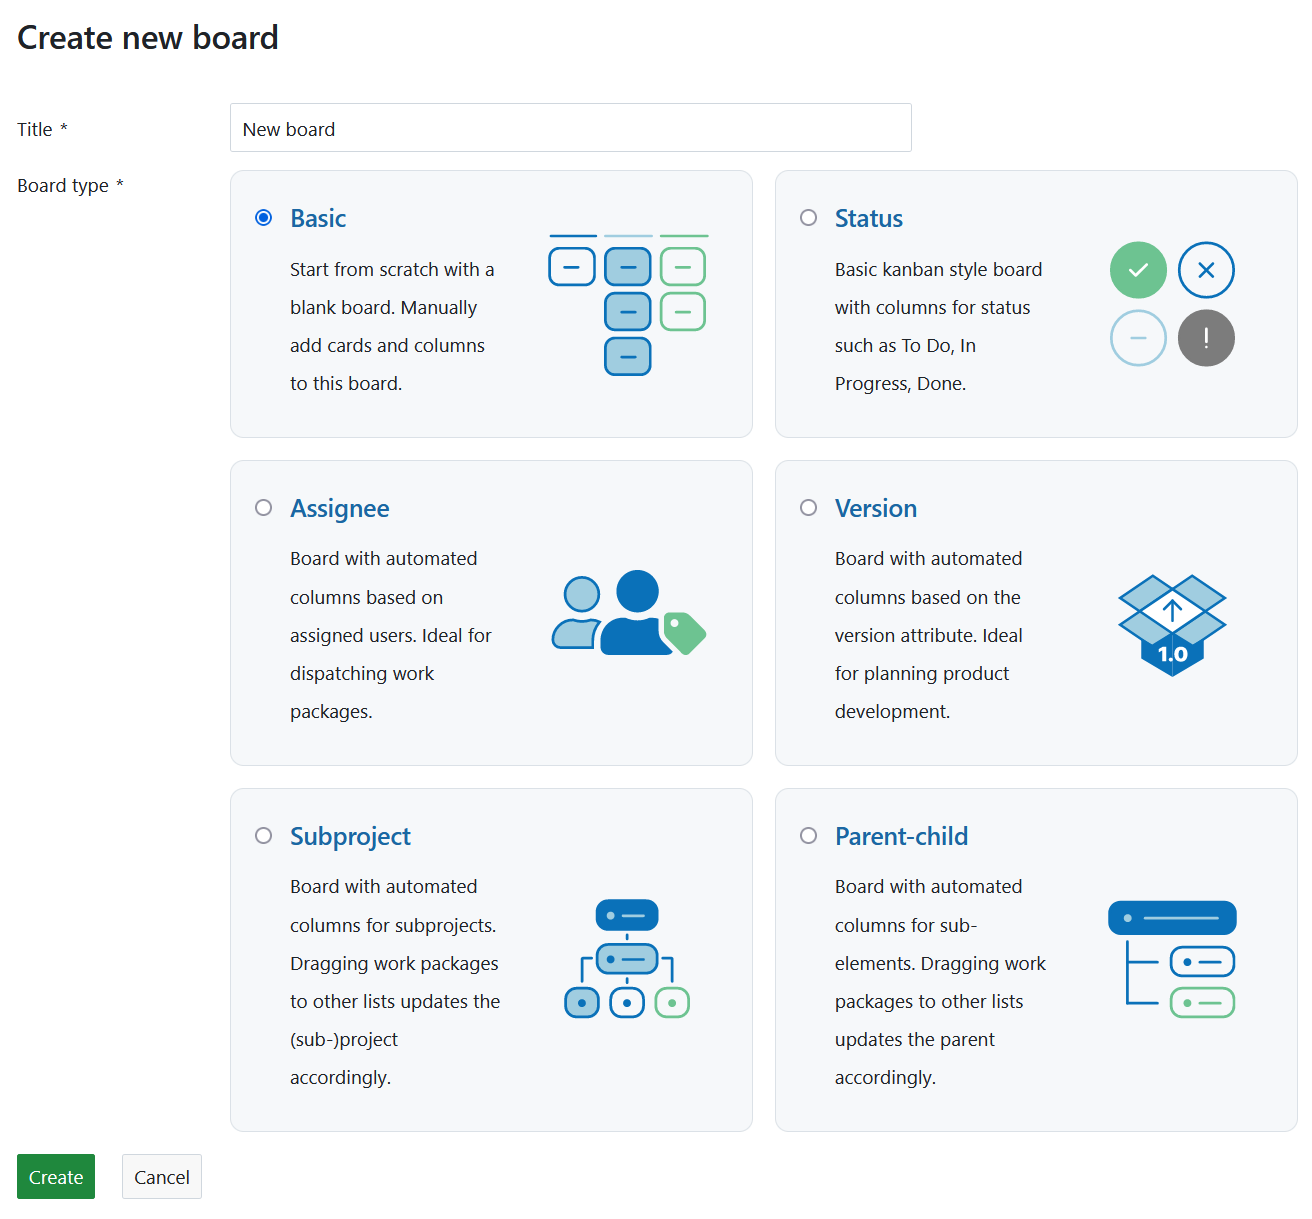 Create new board
Title *
New board
Board type *
Basic
Start from scratch with a
blank board. Manually
add cards and columns
to this board.
Status
Basic kanban style board
with columns for status
such as To Do, In
Progress, Done.
Assignee
Board with automated
columns based on
assigned users. Ideal for
dispatching work
packages.
Version
Board with automated
columns based on the
version attribute. Ideal
for planning product
development.
1.0
Subproject
Board with automated
columns for subprojects.
Dragging work packages
to other lists updates the
(sub-)project
accordingly.
Parent-child
Board with automated
columns for sub-
elements. Dragging work
packages to other lists
updates the parent
accordingly.
Create
Cancel